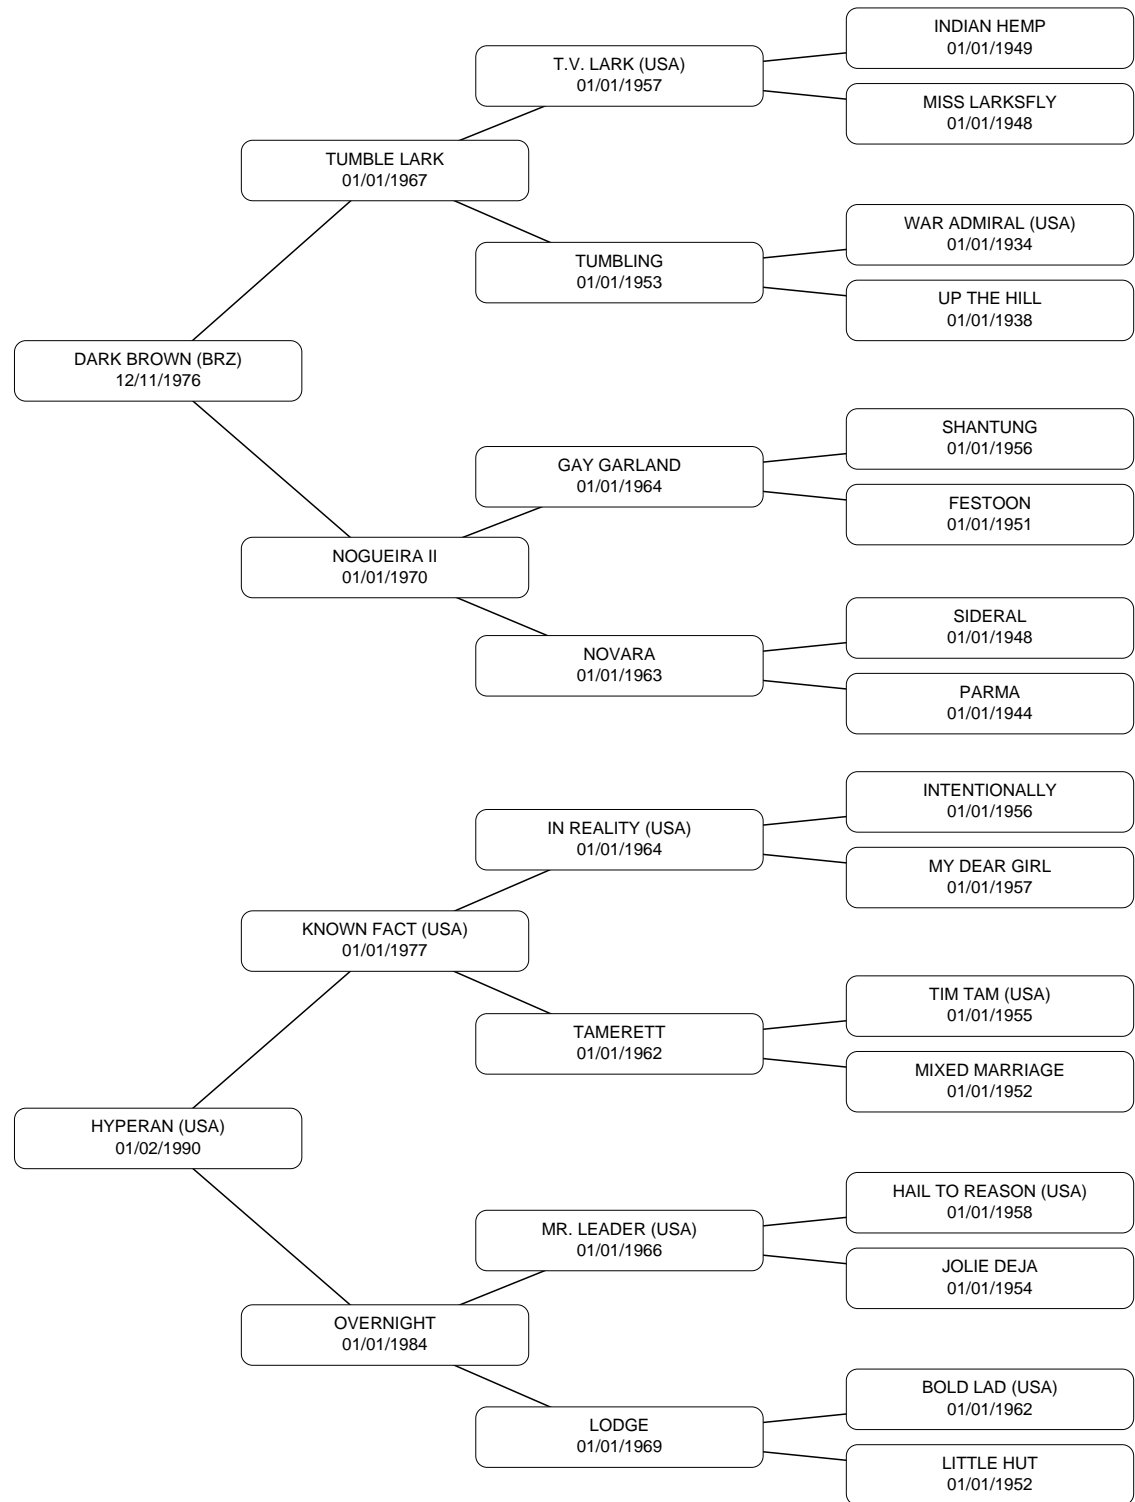 INDIAN HEMP
01/01/1949
T.V. LARK (USA)
01/01/1957
MISS LARKSFLY
01/01/1948
TUMBLE LARK
01/01/1967
WAR ADMIRAL (USA)
01/01/1934
TUMBLING
01/01/1953
UP THE HILL
01/01/1938
DARK BROWN (BRZ)
12/11/1976
SHANTUNG
01/01/1956
GAY GARLAND
01/01/1964
FESTOON
01/01/1951
NOGUEIRA II
01/01/1970
SIDERAL
01/01/1948
NOVARA
01/01/1963
PARMA
01/01/1944
INTENTIONALLY
01/01/1956
IN REALITY (USA)
01/01/1964
MY DEAR GIRL
01/01/1957
KNOWN FACT (USA)
01/01/1977
TIM TAM (USA)
01/01/1955
TAMERETT
01/01/1962
MIXED MARRIAGE
01/01/1952
HYPERAN (USA)
01/02/1990
HAIL TO REASON (USA)
01/01/1958
MR. LEADER (USA)
01/01/1966
JOLIE DEJA
01/01/1954
OVERNIGHT
01/01/1984
BOLD LAD (USA)
01/01/1962
LODGE
01/01/1969
LITTLE HUT
01/01/1952